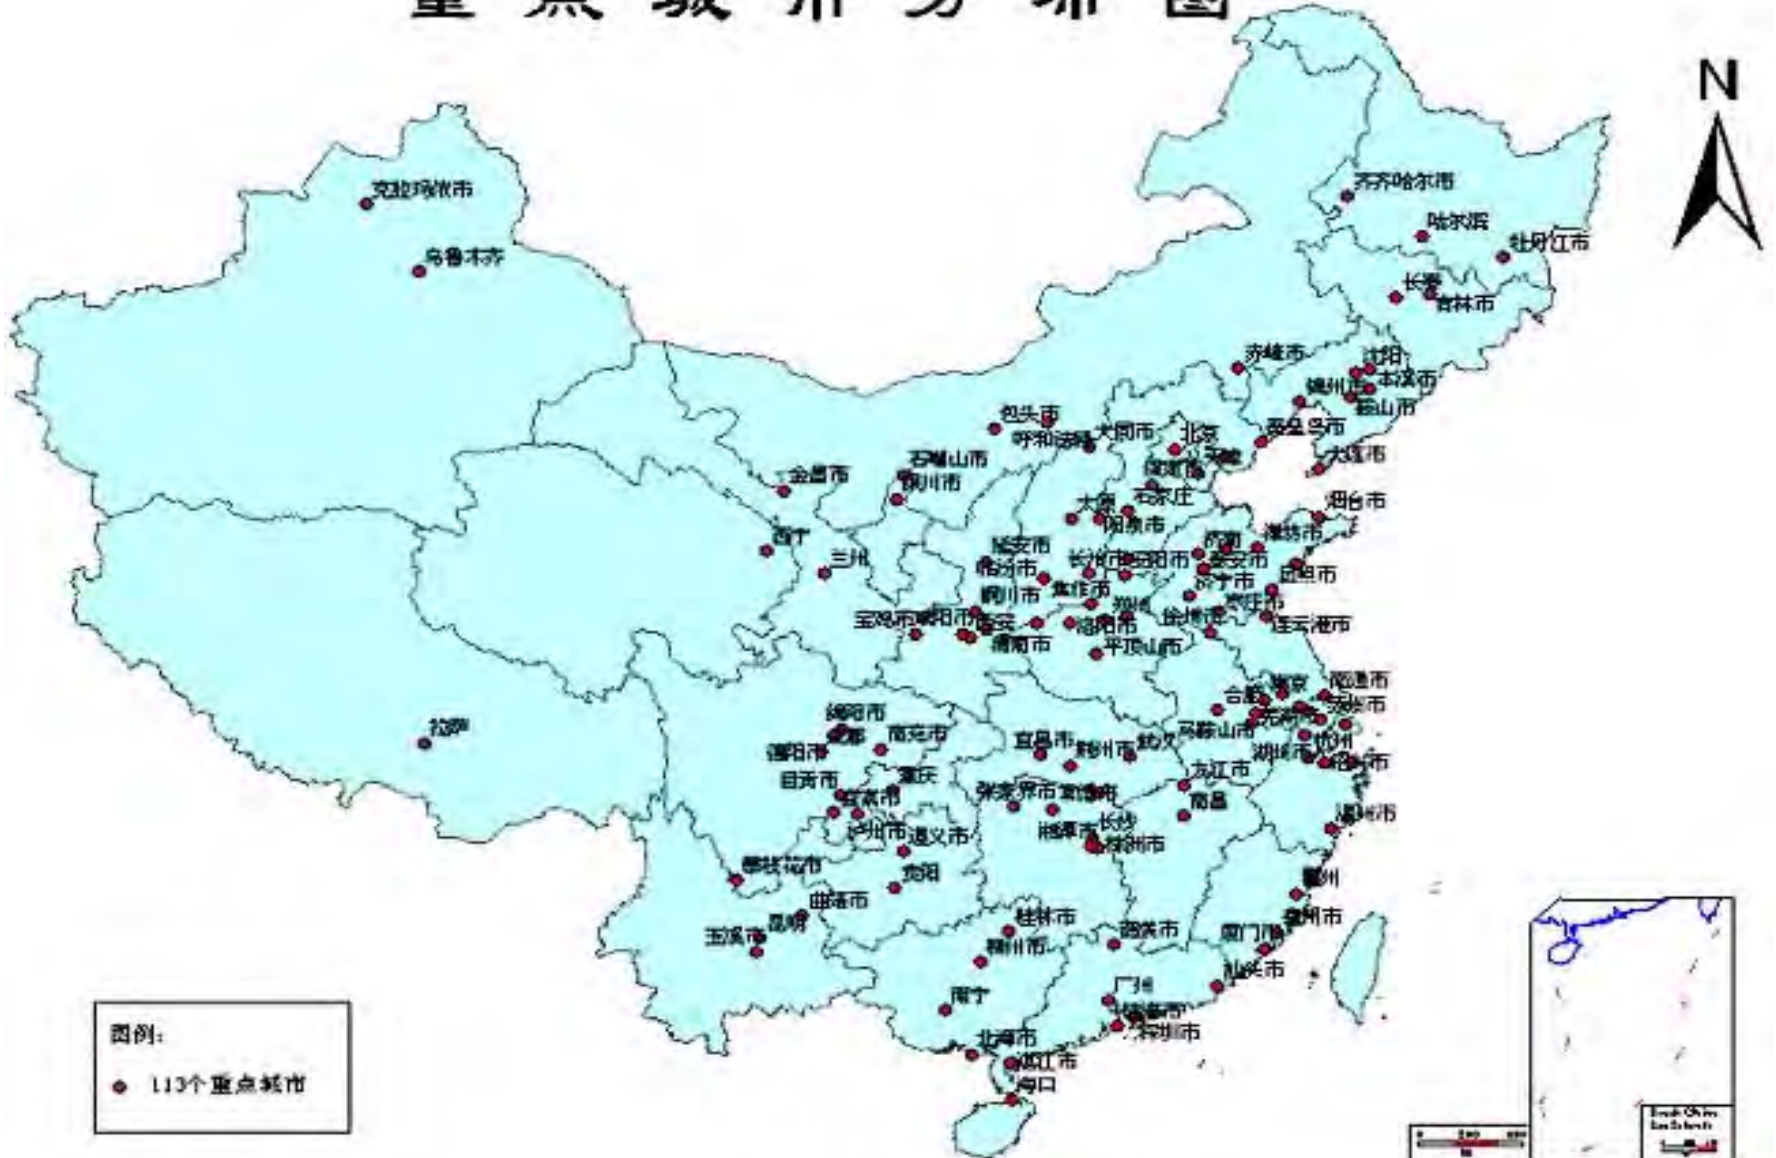 重点城市分布图
N
克拉玛依市
齐齐哈尔市
哈尔滨
牡丹江市
乌鲁木齐
长春
吉林市
赤峰市
沈阳
本溪市
锦州市
鞍山市
包头市
大同市
北京
秦皇岛市
呼和浩特
天津
大连市
石嘴山市
银川市
金昌市
保定市
石家庄
烟台市
太原
阳泉市
西宁
兰州
延安市
长治市
安阳市
济南
潍坊市
泰安市
临汾市
日照市
济宁市
铜川市
焦作市
郑州
枣庄市
宝鸡市
咸阳市
西安
洛阳市
徐州市
连云港市
渭南市
平顶山市
合肥
南京
南通市
苏州市
芜湖市
马鞍山市
拉萨
绵阳市
成都
德阳市
南充市
宜昌市
荆州市
武汉
湖州市
杭州
绍兴市
自贡市
重庆
宜宾市
张家界市
常德市
九江市
南昌
温州市
泸州市
遵义市
湘潭市
长沙
株洲市
攀枝花市
贵阳
福州
曲靖市
昆明
玉溪市
桂林市
韶关市
泉州市
厦门市
柳州市
汕头市
南宁
广州
珠海市
深圳市
北海市
湛江市
海口
图例:
113个重点城市
South China